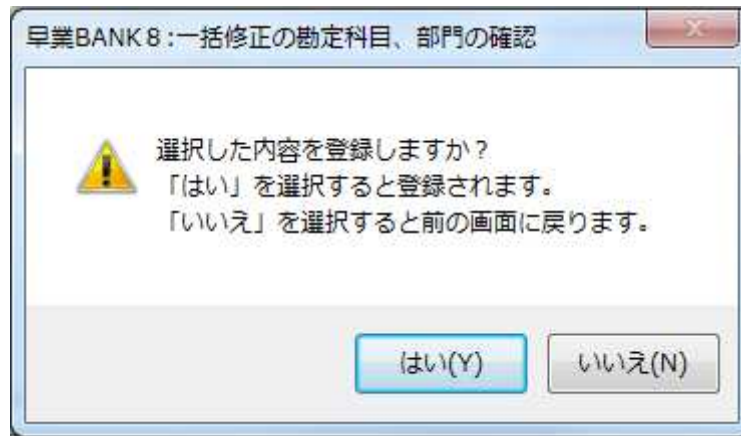 早業BANK８:一括修正の勘定科目、部門の確認
選択した内容を登録しますか？
「はい」を選択すると登録されます。
「いいえ」を選択すると前の画面に戻ります。
はい(Y)
いいえ(N)